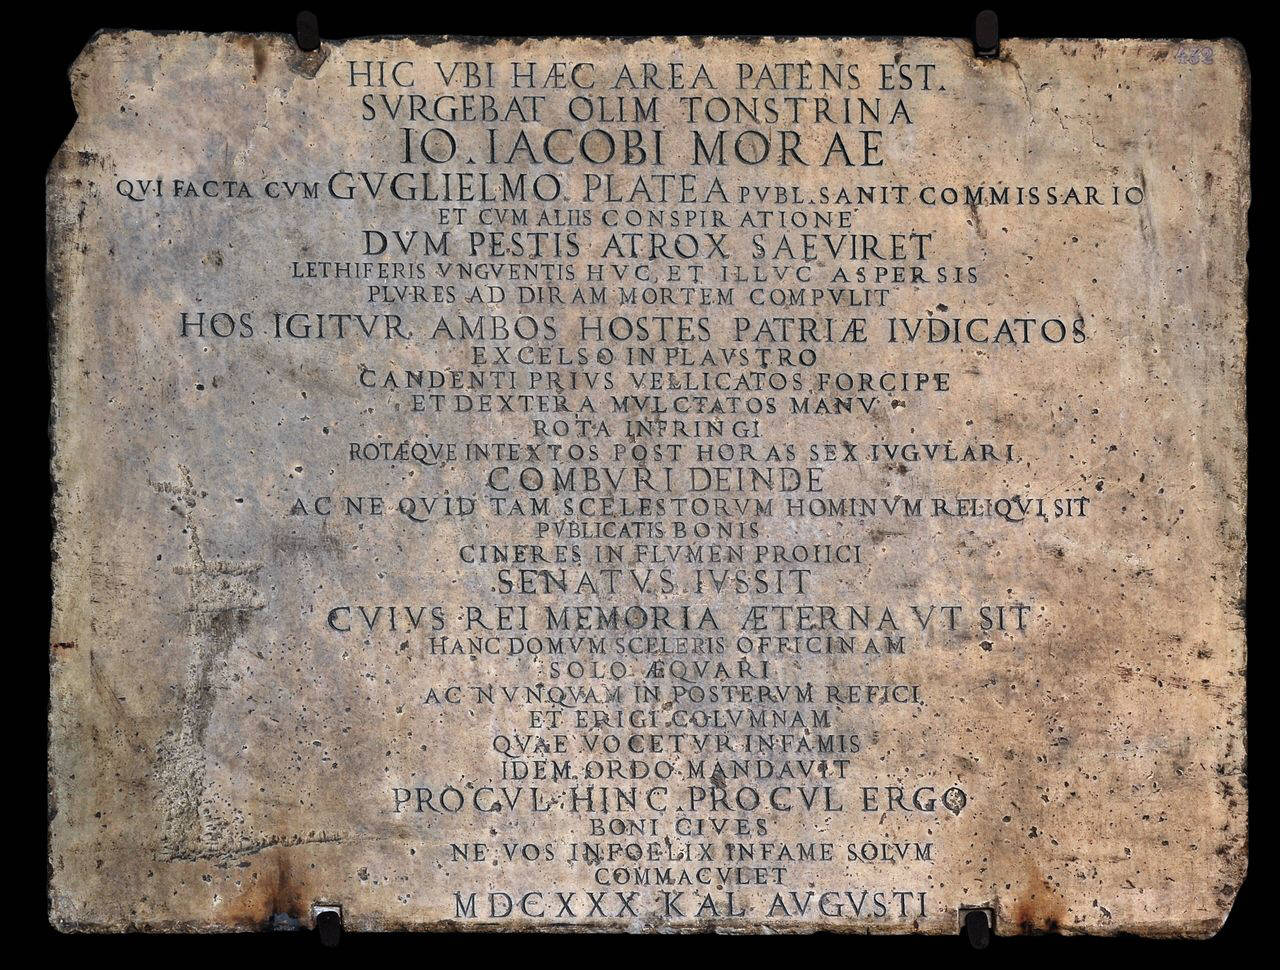 432
HIC VBI HÆC AREA PATENS EST.
SVRGEBAT OLIM TONSTRINA
IO. IACOBI MORAE
QVI FACTA CVM GVGLIELMO PLATEA PVBL. SANIT COMMISSARIO
ET CVM ALIIS CONSPIRATIONE
DVM PESTIS ATROX SAEVIRET
LETHIFERIS VNGVENTIS HVC, ET ILLVC ASPERSIS
PLVRES AD DIRAM MORTEM COMPVLIT
HOS IGITVR AMBOS HOSTES PATRIÆ IVDICATOS
EXCELSO IN PLAVSTRO
CANDENTI PRIVS VELLICATOS FORCIPE
ET DEXTERA MVLCTATOS MANV
ROTA INFRINGI
ROTÆQVE INTEXTOS POST HORAS SEX IVGVLARI
COMBVRI DEINDE
AC NE QVID TAM SCELESTORVM HOMINVM RELIQVI SIT
PVBLICATIS BONIS
CINERES IN FLVMEN PROIICI
SENATVS IVSSIT
CVIVS REI MEMORIA ÆTERNA VT SIT
HANC DOMVM SCELERIS OFFICINAM
SOLO ÆQVARI
AC NVNQVAM IN POSTERVM REFICI
ET ERIGI COLVMNAM
QVAE VOCETVR INFAMIS
IDEM ORDO MANDAVIT
PROCVL HINC PROCVL ERGO
BONI CIVES
NE VOS INFOELIX INFAME SOLVM
COMMACVLET
MDCXXX KAL AVGVSTI